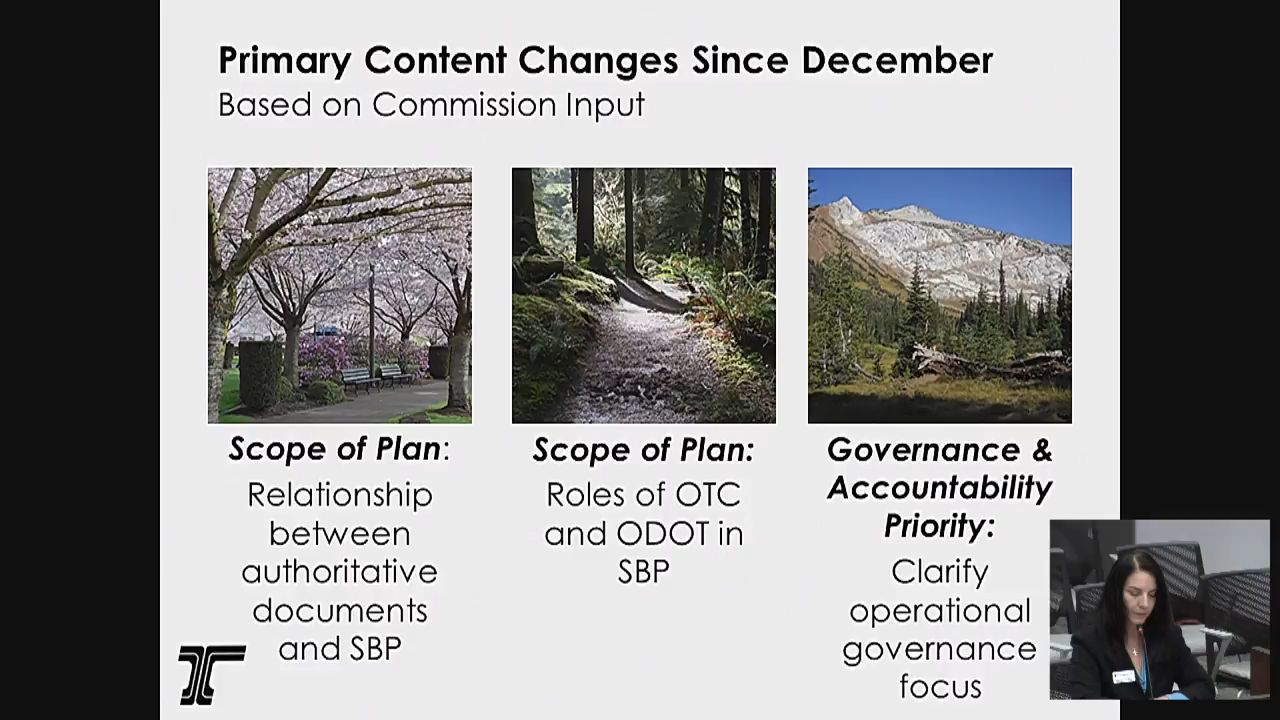 Primary Content Changes Since December
Based on Commission Input
Scope of Plan:
Relationship
between
authoritative
documents
and SBP
Scope of Plan:
Roles of OTC
and ODOT in
SBP
Governance &
Accountability
Priority:
Clarify
operational
governance
focus